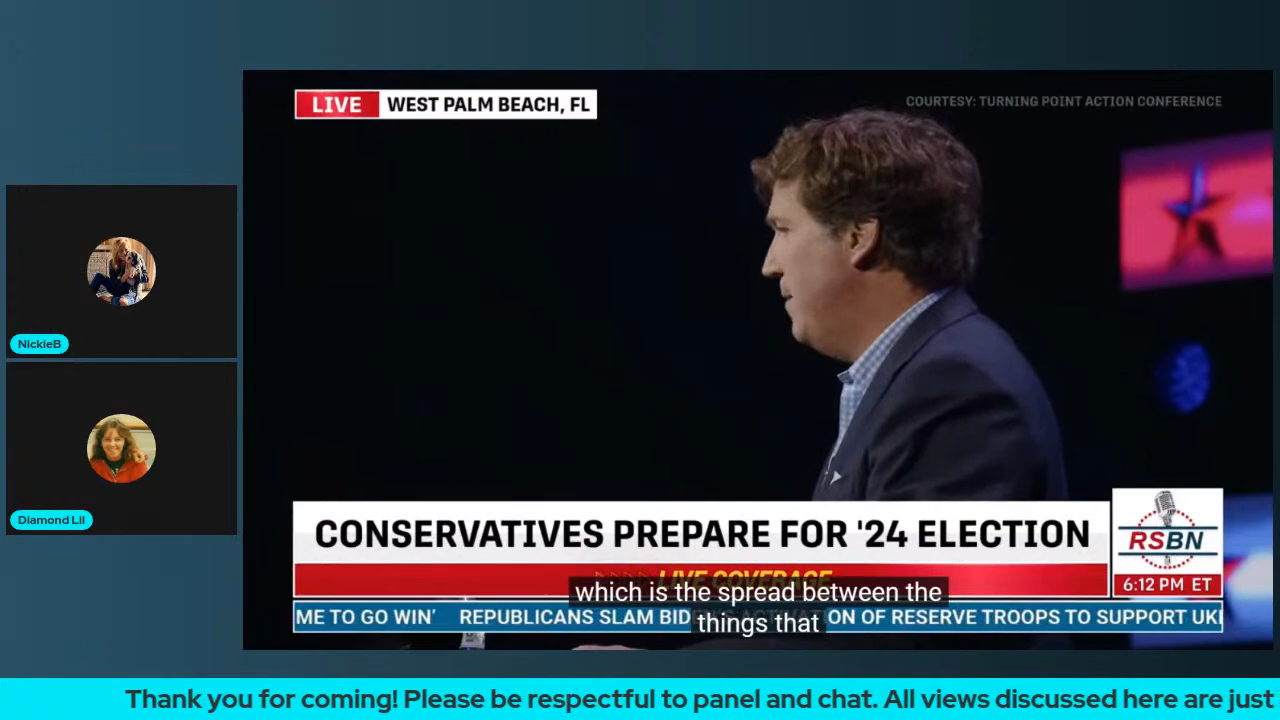 LIVE WEST PALM BEACH, FL
COURTESY: TURNING POINT ACTION CONFERENCE
NickieB
Diamond Lil
CONSERVATIVES PREPARE FOR '24 ELECTION
RSBN
LIVE COVERAGE
6:12 PM ET
which is the spread between the
things that
ME TO GO WIN' REPUBLICANS SLAM BID ON OF RESERVE TROOPS TO SUPPORT UK
Thank you for coming! Please be respectful to panel and chat. All views discussed here are just